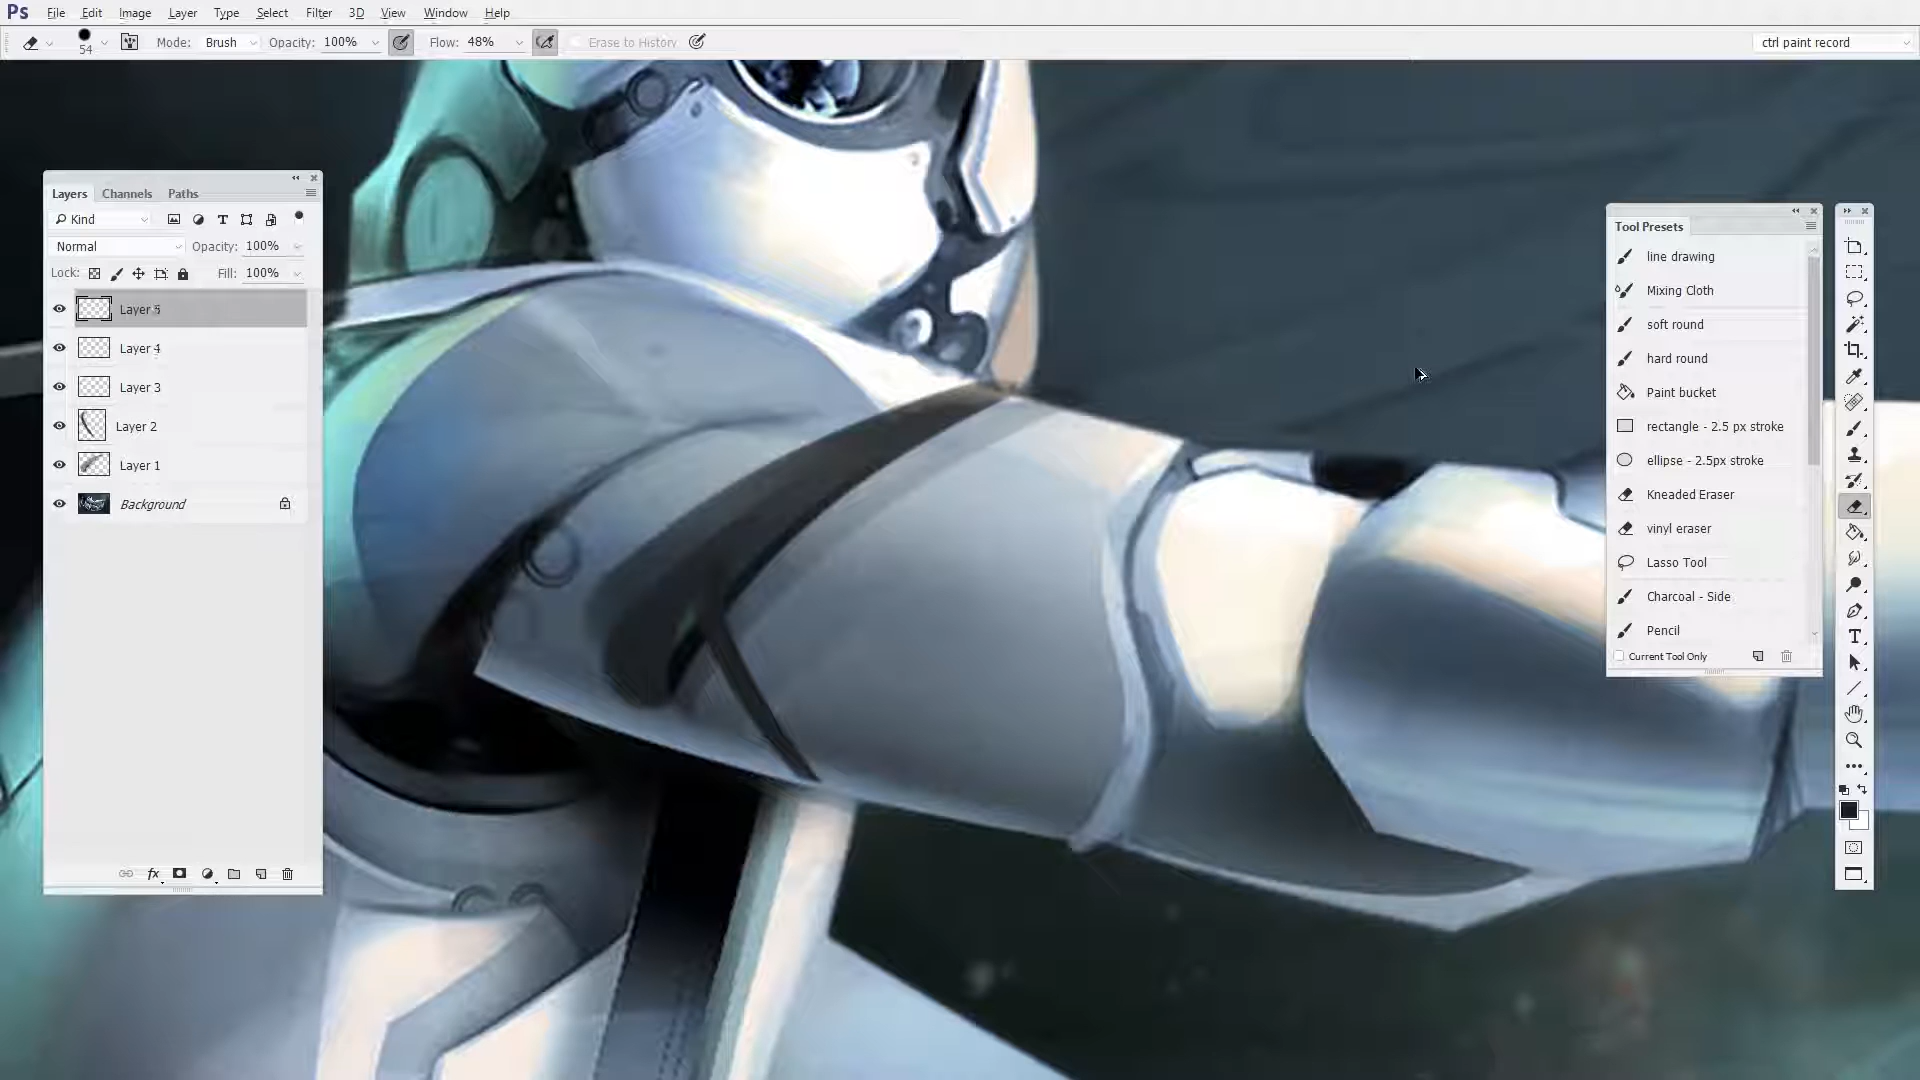 Ps File Edit Image Layer Type Select Filter 3D View Window Help
54 Mode: Brush Opacity: 100% Flow: 48% Erase to History ctrl paint record
Layers Channels Paths
Kind
Normal Opacity: 100%
Lock: Fill: 100%
Layer 5
Layer 4
Layer 3
Layer 2
Layer 1
Background
fx
Tool Presets
line drawing
Mixing Cloth
soft round
hard round
Paint bucket
rectangle - 2.5 px stroke
ellipse - 2.5px stroke
Kneaded Eraser
vinyl eraser
Lasso Tool
Charcoal - Side
Pencil
Current Tool Only